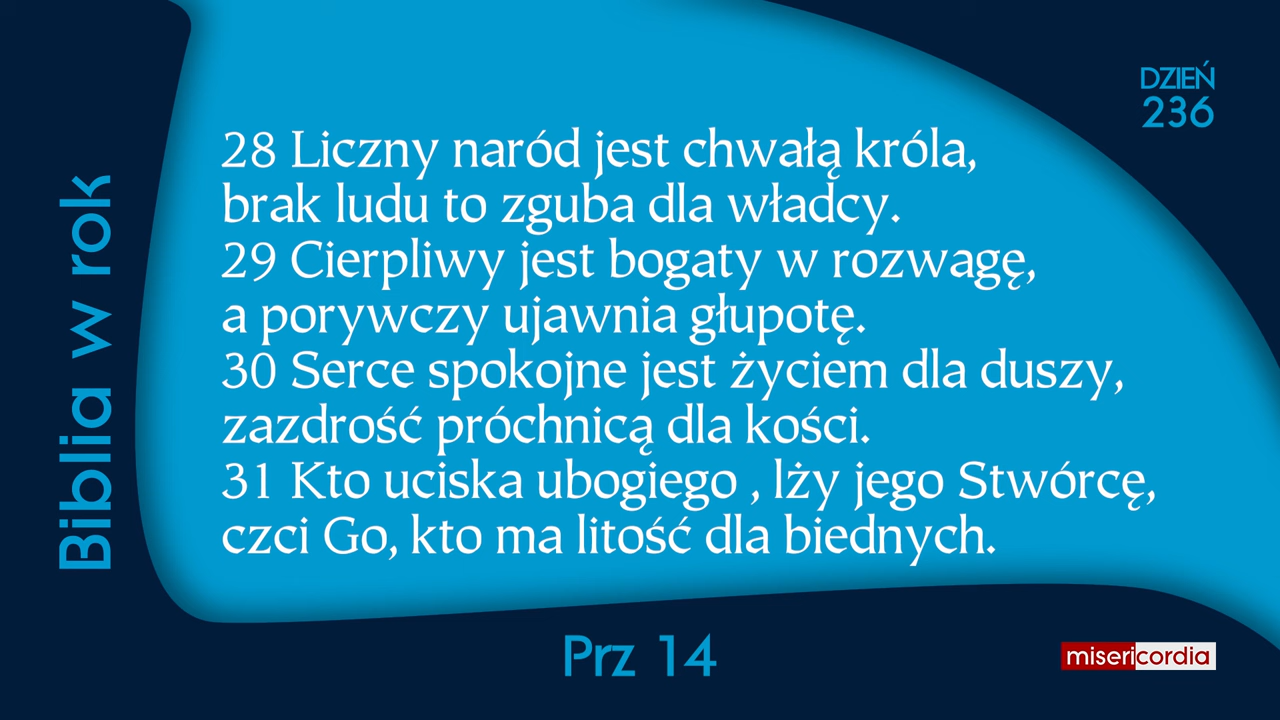 DZIEŃ
236
28 Liczny naród jest chwałą króla,
brak ludu to zguba dla władcy.
29 Cierpliwy jest bogaty w rozwagę,
a porywczy ujawnia głupotę.
30 Serce spokojne jest życiem dla duszy,
zazdrość próchnicą dla kości.
31 Kto uciska ubogiego , lży jego Stwórcę,
czci Go, kto ma litość dla biednych.
Biblia w rok
Prz 14
misericordia